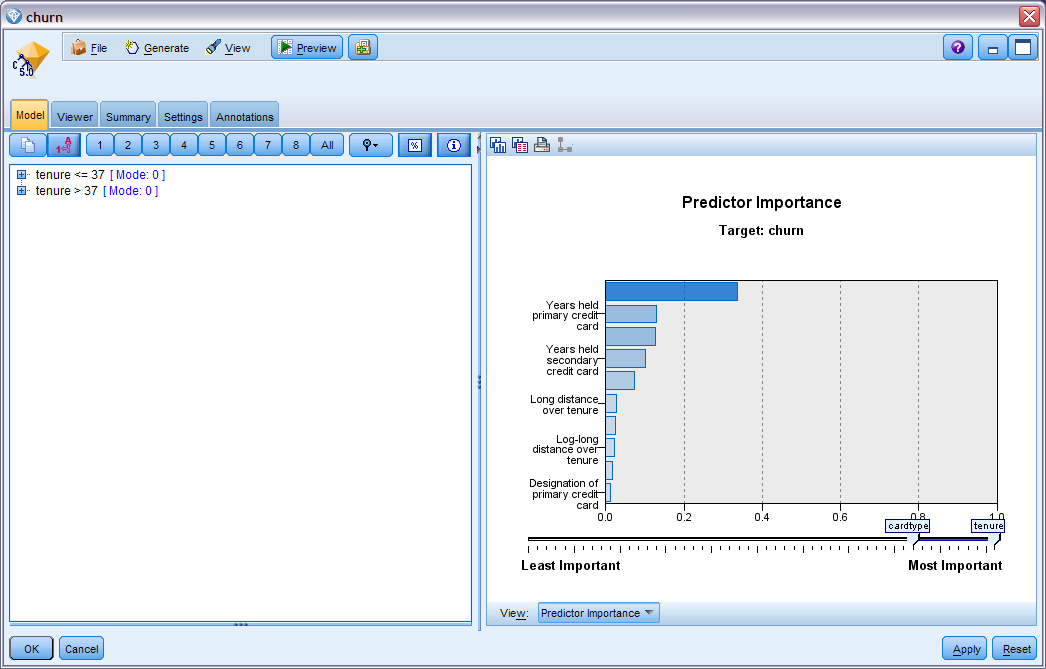 churn
File Generate View Preview
C
5.0
Model Viewer Summary Settings Annotations
1 2 3 4 5 6 7 8 All %
tenure <= 37 [ Mode: 0 ]
tenure > 37 [ Mode: 0 ]
Predictor Importance
Target: churn
Years held
primary credit
card
Years held
secondary
credit card
Long distance
over tenure
Log-long
distance over
tenure
Designation of
primary credit
card
0.0 0.2 0.4 0.6 0.8 1.0
cardtype tenure
Least Important Most Important
View: Predictor Importance
OK Cancel Apply Reset